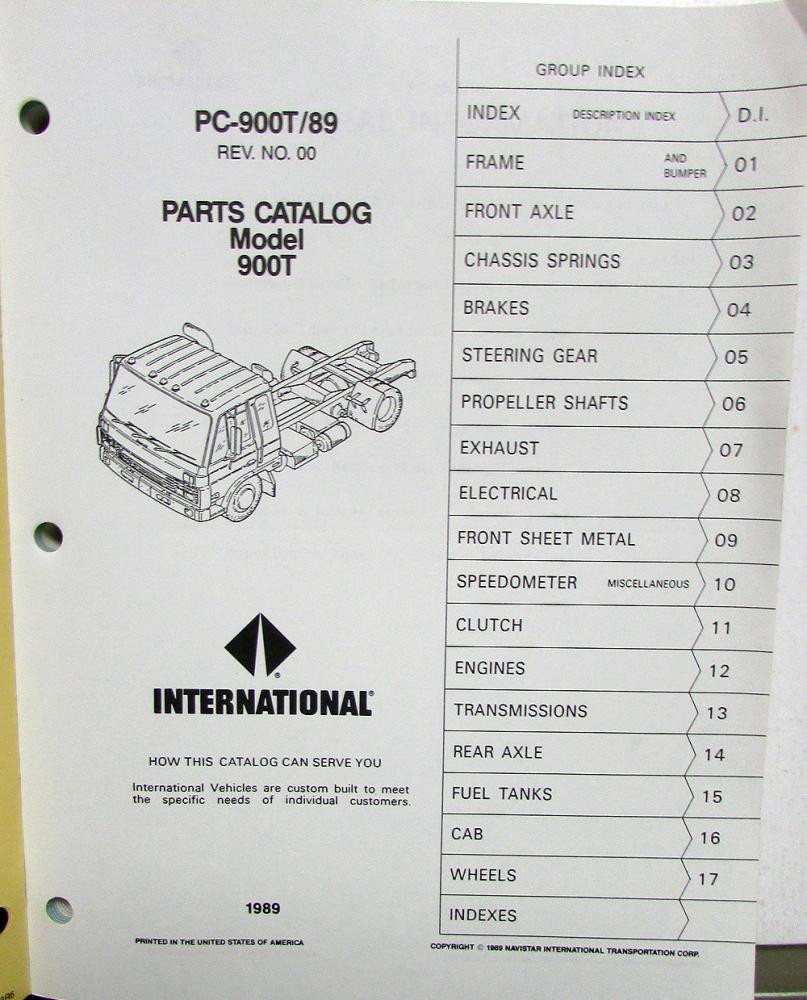 PC-900T/89
REV. NO. 00
PARTS CATALOG
Model
900T
INTERNATIONAL®
HOW THIS CATALOG CAN SERVE YOU
International Vehicles are custom built to meet
the specific needs of individual customers.
1989
PRINTED IN THE UNITED STATES OF AMERICA
GROUP INDEX
INDEX DESCRIPTION INDEX D.I.
FRAME AND BUMPER 01
FRONT AXLE 02
CHASSIS SPRINGS 03
BRAKES 04
STEERING GEAR 05
PROPELLER SHAFTS 06
EXHAUST 07
ELECTRICAL 08
FRONT SHEET METAL 09
SPEEDOMETER MISCELLANEOUS 10
CLUTCH 11
ENGINES 12
TRANSMISSIONS 13
REAR AXLE 14
FUEL TANKS 15
CAB 16
WHEELS 17
INDEXES
COPYRIGHT © 1989 NAVISTAR INTERNATIONAL TRANSPORTATION CORP.